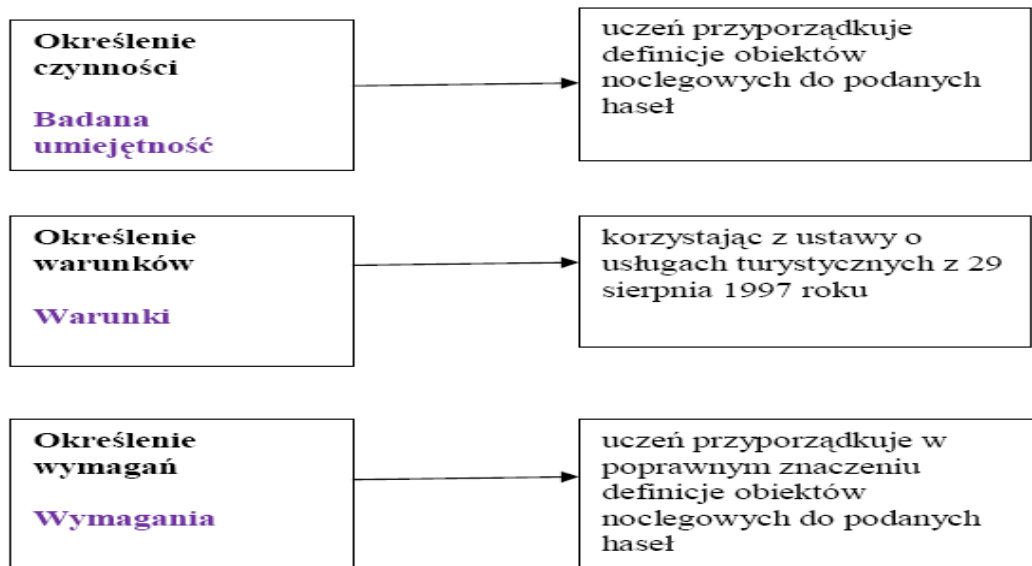 Określenie
czynności
Badana
umiejętność
uczeń przyporządkuje
definicje obiektów
noclegowych do podanych
haseł
Określenie
warunków
Warunki
korzystając z ustawy o
usługach turystycznych z 29
sierpnia 1997 roku
Określenie
wymagań
Wymagania
uczeń przyporządkuje w
poprawnym znaczeniu
definicje obiektów
noclegowych do podanych
haseł